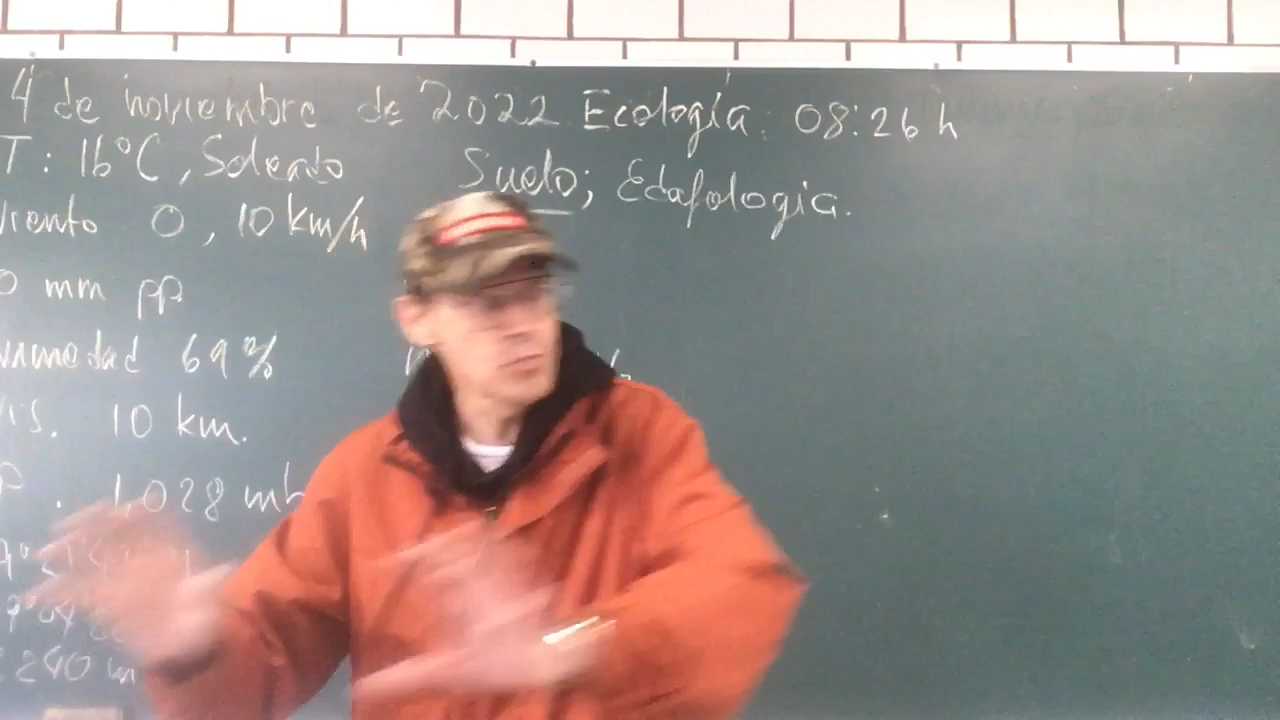 4 de noviembre de 2022 Ecología: 08:26 h
T: 16°C, Soleado
Suelo; Edafología.
viento 0, 10 km/h
0 mm pp
umedad 69%
vis. 10 km.
P. 1,028 mb
2240 m